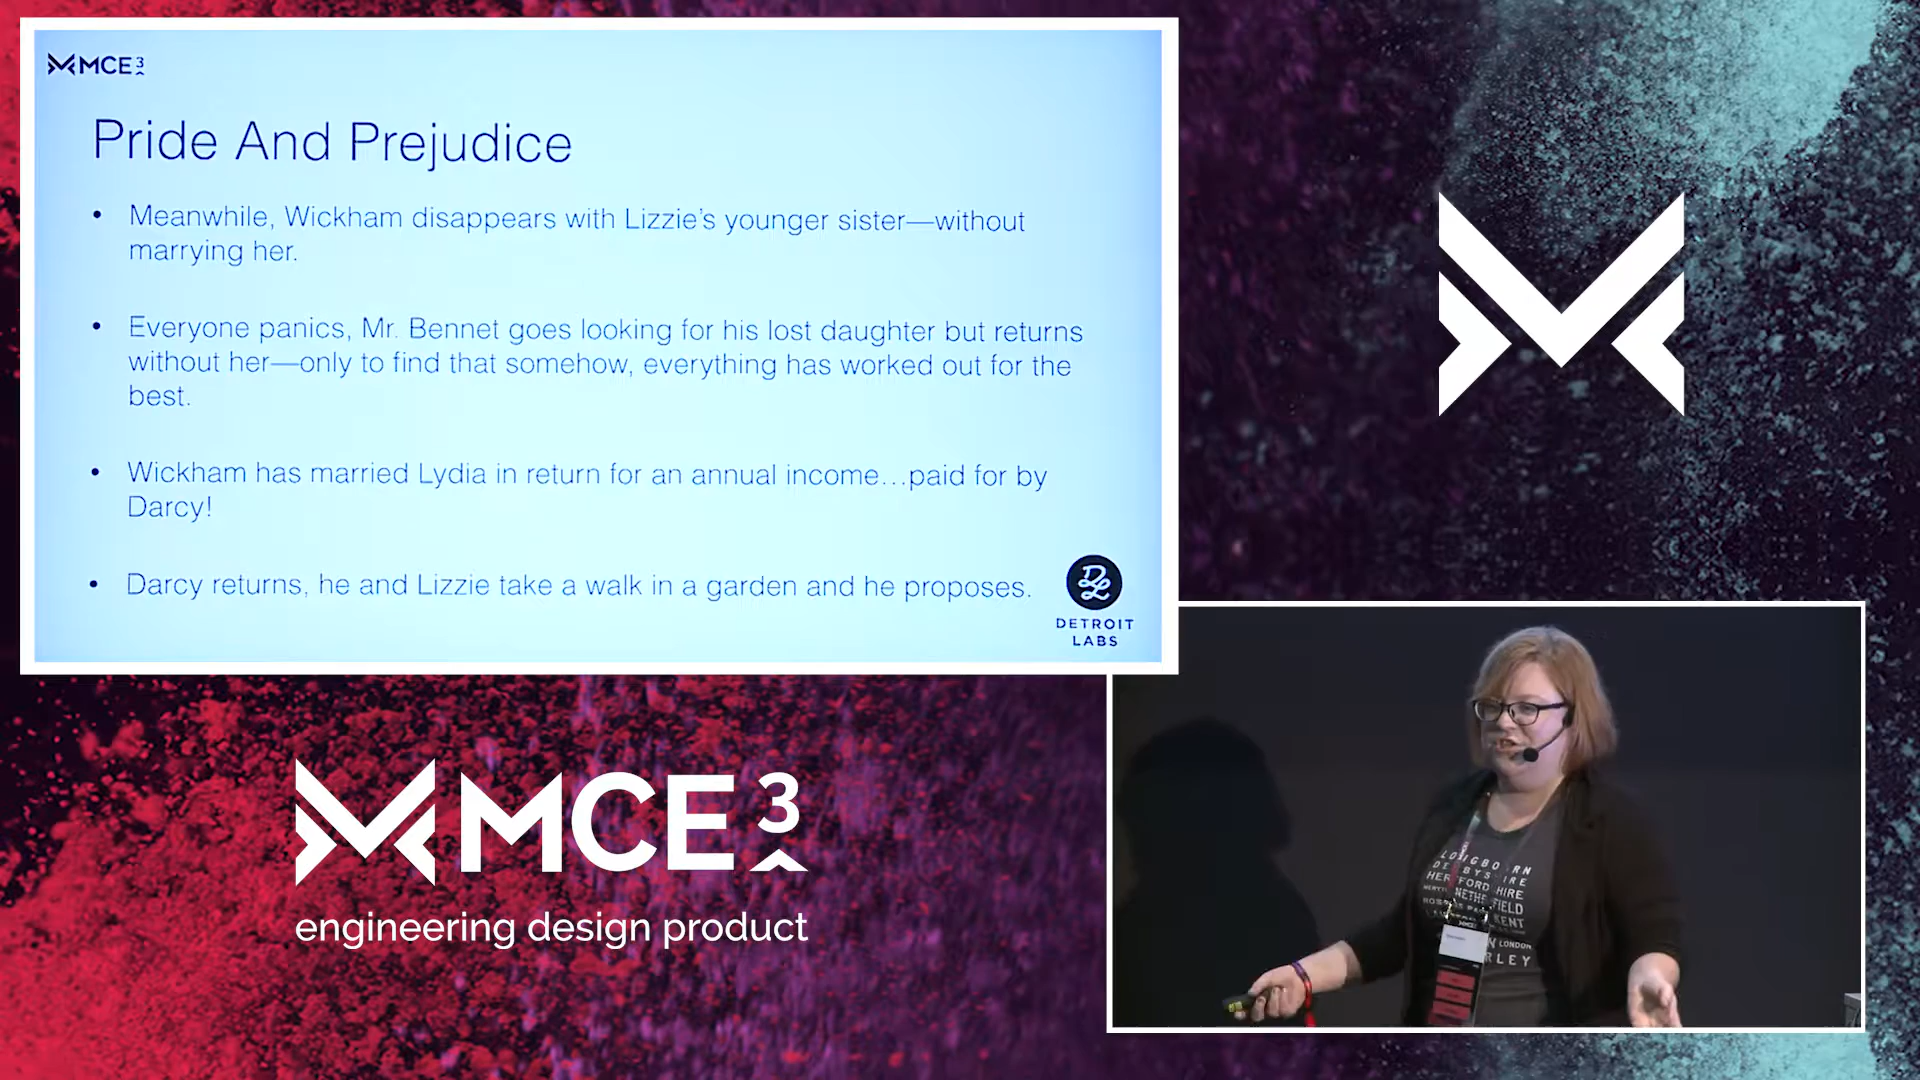 MCE 3
Pride And Prejudice
• Meanwhile, Wickham disappears with Lizzie's younger sister—without
marrying her.
• Everyone panics, Mr. Bennet goes looking for his lost daughter but returns
without her—only to find that somehow, everything has worked out for the
best.
• Wickham has married Lydia in return for an annual income...paid for by
Darcy!
• Darcy returns, he and Lizzie take a walk in a garden and he proposes.
DL
DETROIT
LABS
MCE 3
engineering design product
LONDON